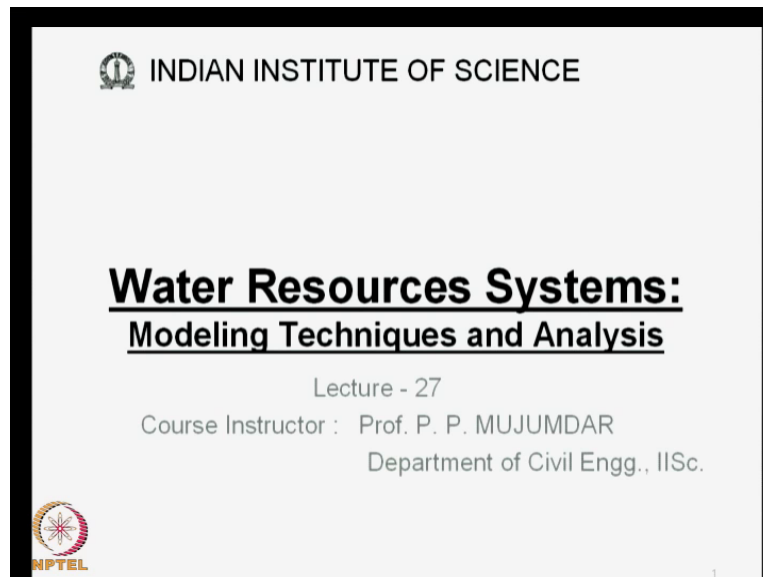 INDIAN INSTITUTE OF SCIENCE
Water Resources Systems:
Modeling Techniques and Analysis
Lecture - 27
Course Instructor : Prof. P. P. MUJUMDAR
Department of Civil Engg., IISc.
NPTEL
1